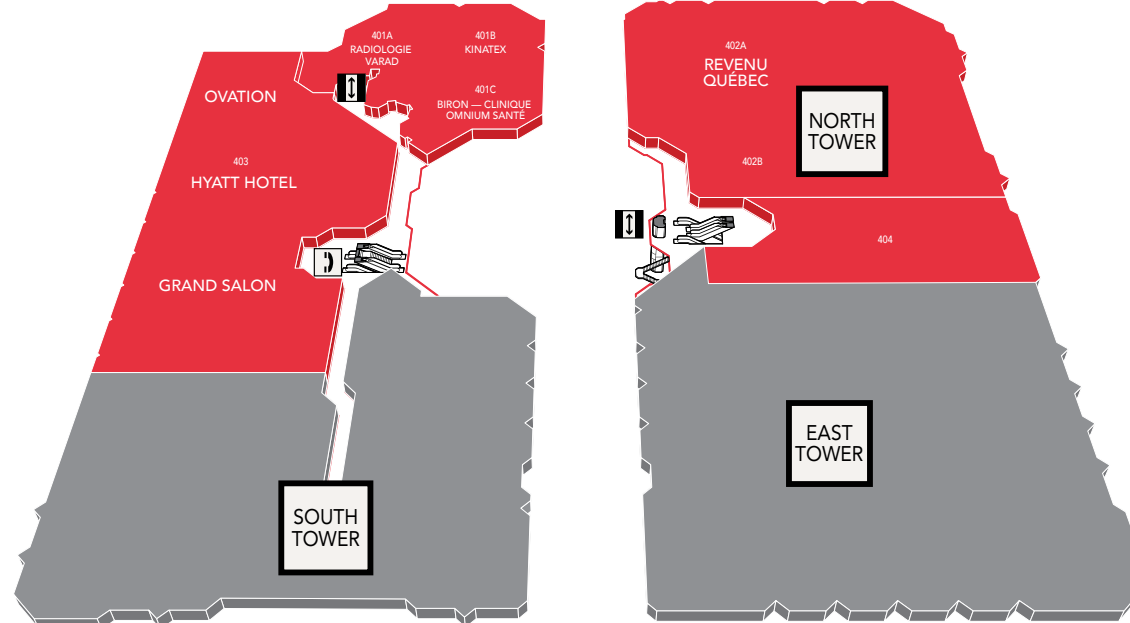 401A
RADIOLOGIE
VARAD
401B
KINATEX
401C
BIRON — CLINIQUE
OMNIUM SANTÉ
OVATION
403
HYATT HOTEL
GRAND SALON
SOUTH
TOWER
402A
REVENU
QUÉBEC
NORTH
TOWER
402B
404
EAST
TOWER